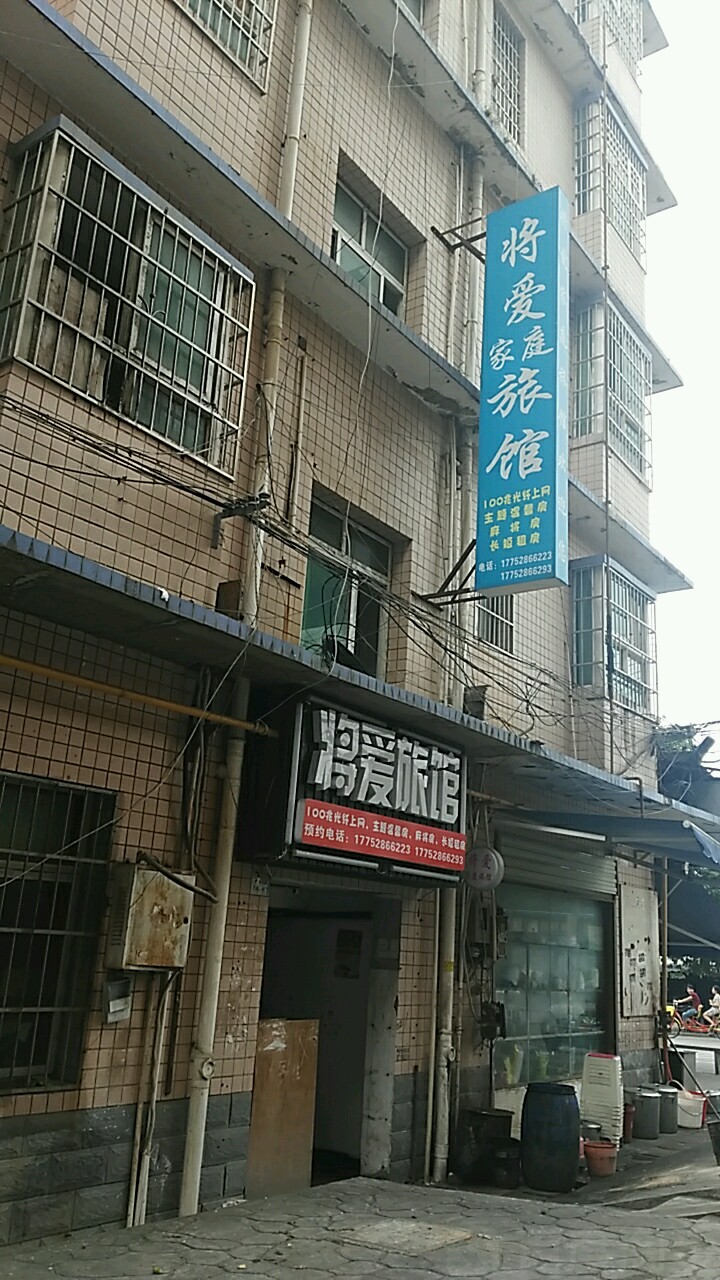 将爱
家庭
旅馆
100兆光纤上网
主题温馨房
麻将房
长短租房
电话：17752866223
17752866293
将爱旅馆
100兆光纤上网、主题温馨房、麻将房、长短租房
预约电话：17752866223 17752866293